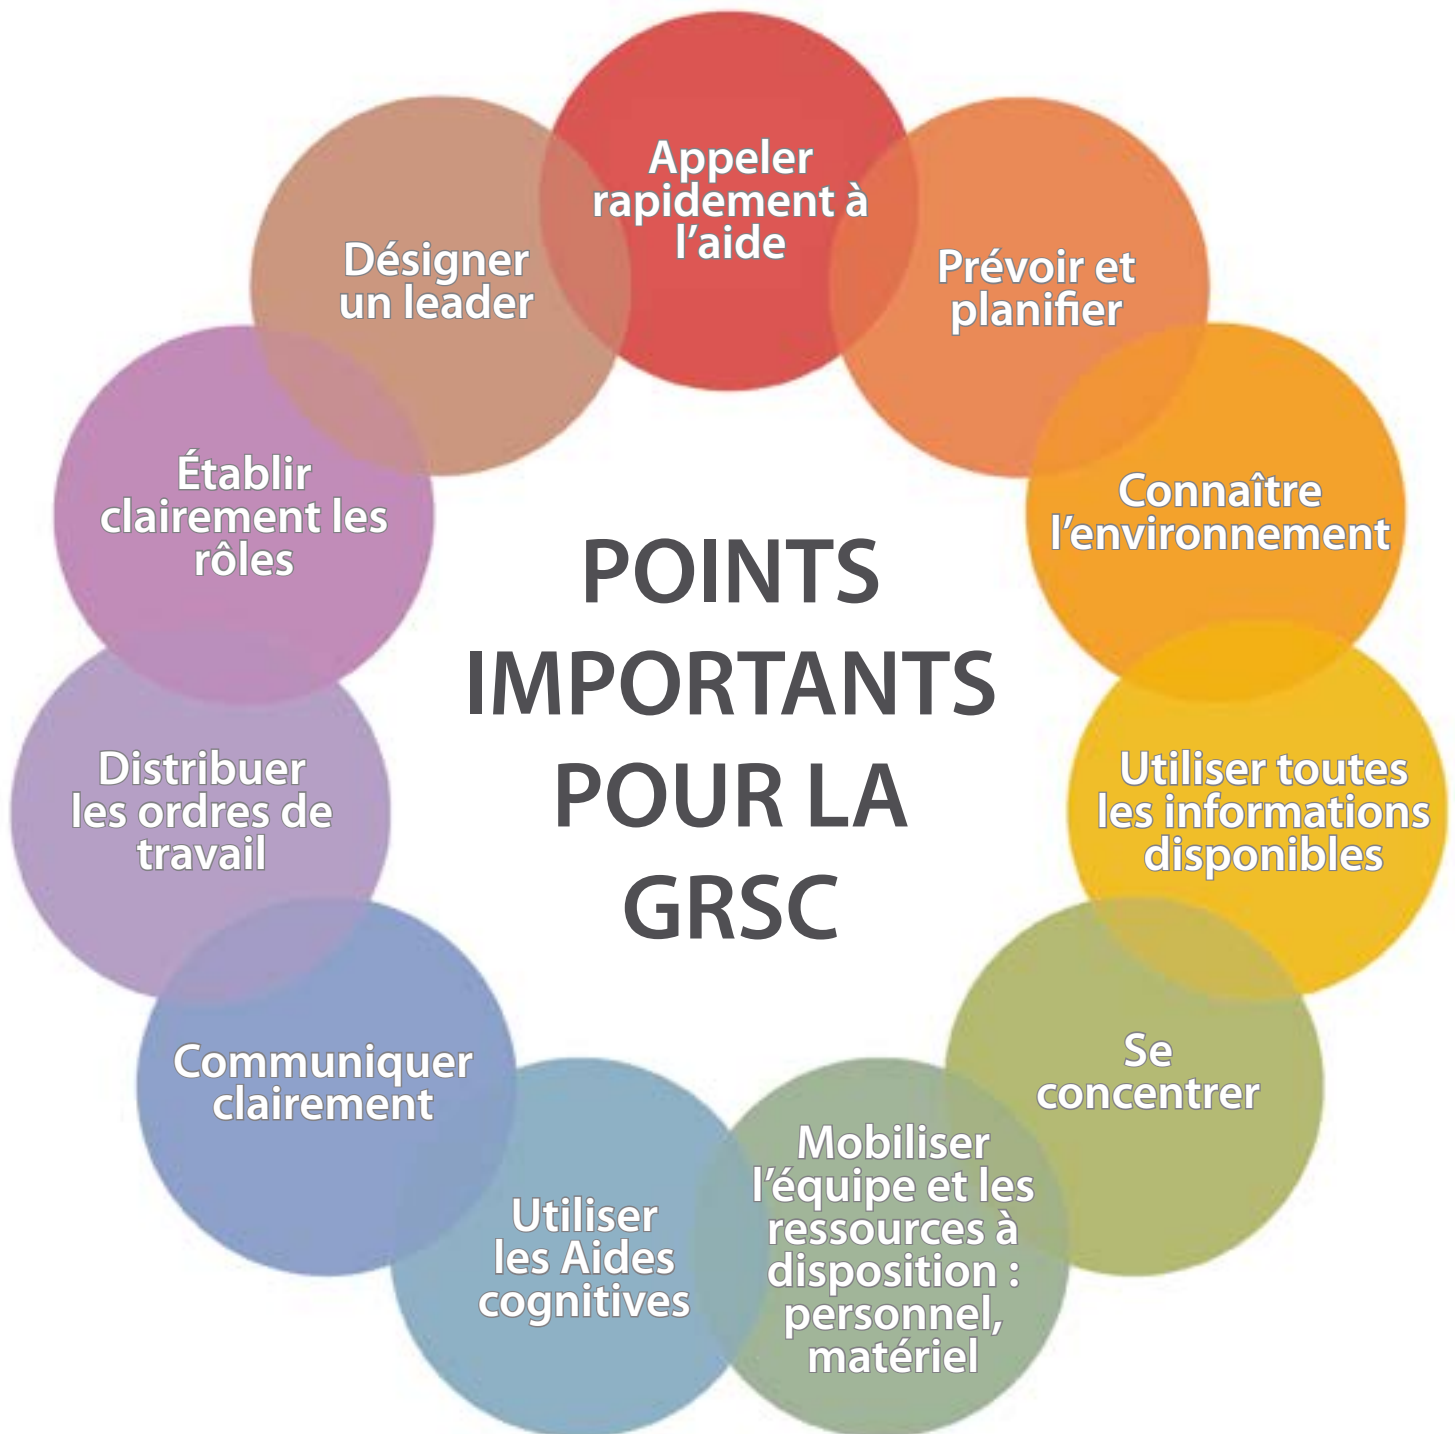 Appeler
rapidement à
l’aide
Prévoir et
planifier
Connaître
l’environnement
Utiliser toutes
les informations
disponibles
Se
concentrer
Mobiliser
l’équipe et les
ressources à
disposition :
personnel,
matériel
Utiliser
les Aides
cognitives
Communiquer
clairement
Distribuer
les ordres de
travail
Établir
clairement les
rôles
Désigner
un leader
POINTS
IMPORTANTS
POUR LA
GRSC